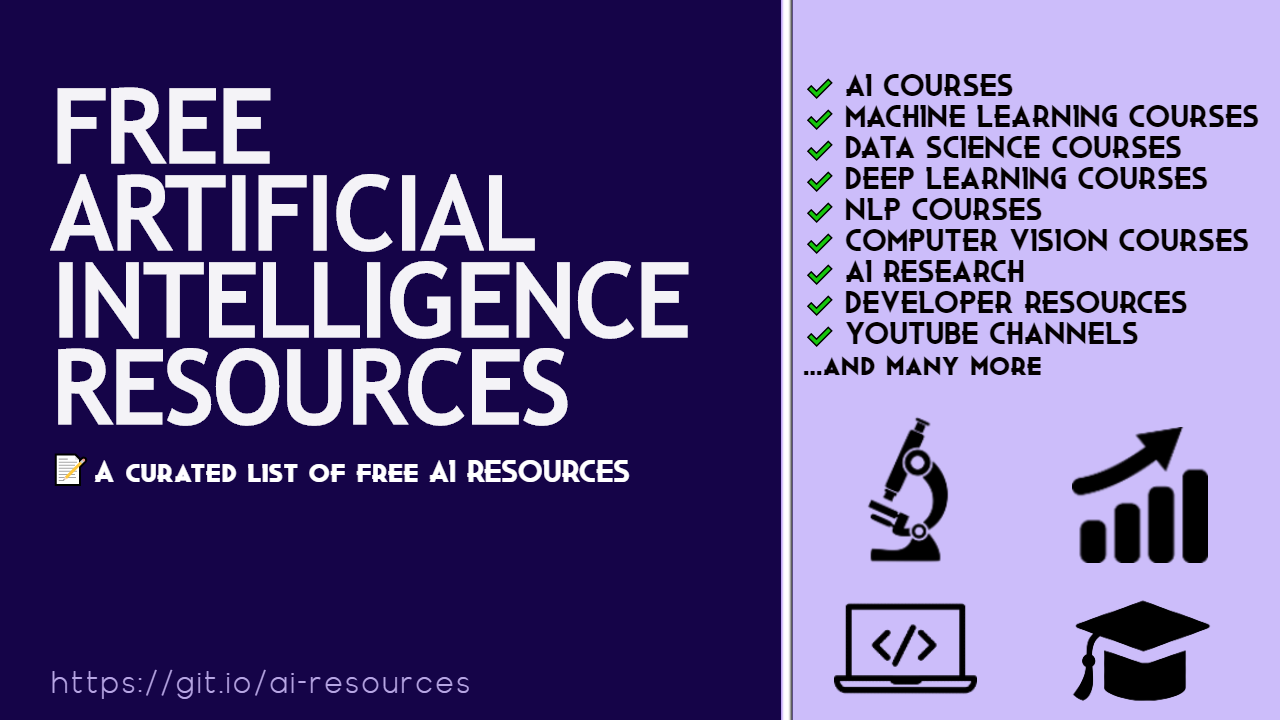 FREE
ARTIFICIAL
INTELLIGENCE
RESOURCES
A CURATED LIST OF FREE AI RESOURCES
https://git.io/ai-resources
AI COURSES
MACHINE LEARNING COURSES
DATA SCIENCE COURSES
DEEP LEARNING COURSES
NLP COURSES
COMPUTER VISION COURSES
AI RESEARCH
DEVELOPER RESOURCES
YOUTUBE CHANNELS
...AND MANY MORE
</>